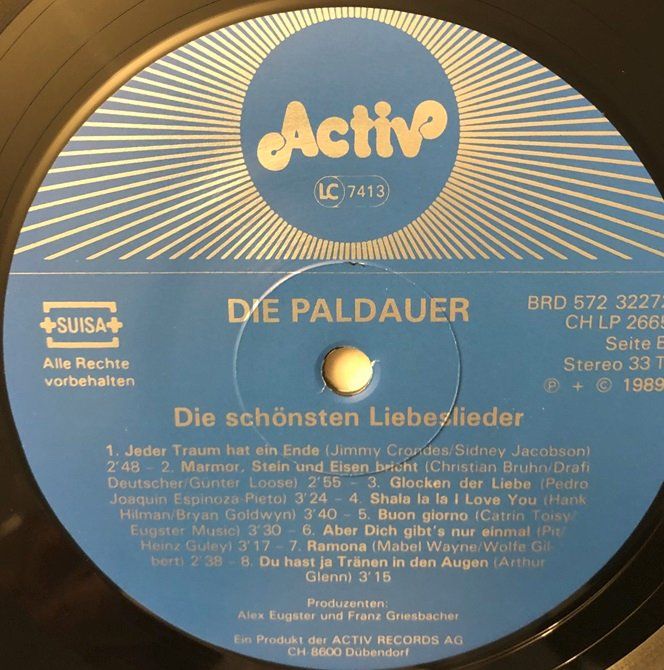 Activ
LC 7413
DIE PALDAUER
BRD 572 32272
CH LP 2665
Seite B
Stereo 33 T
℗ + © 1989
SUISA
Alle Rechte
vorbehalten
Die schönsten Liebeslieder
1. Jeder Traum hat ein Ende (Jimmy Crondes/Sidney Jacobson)
2'48 – 2. Marmor, Stein und Eisen bricht (Christian Bruhn/Drafi
Deutscher/Günter Loose) 2'55 – 3. Glocken der Liebe (Pedro
Joaquin Espinoza-Pieto) 3'24 – 4. Shala la la I Love You (Hank
Hilman/Bryan Goldwyn) 3'40 – 5. Buon giorno (Catrin Toisy/
Eugster Music) 3'30 – 6. Aber Dich gibt's nur einmal (Pit/
Heinz Guley) 3'17 – 7. Ramona (Mabel Wayne/Wolfe Gil-
bert) 2'38 – 8. Du hast ja Tränen in den Augen (Arthur
Glenn) 3'15
Produzenten:
Alex Eugster und Franz Griesbacher
Ein Produkt der ACTIV RECORDS AG
CH-8600 Dübendorf